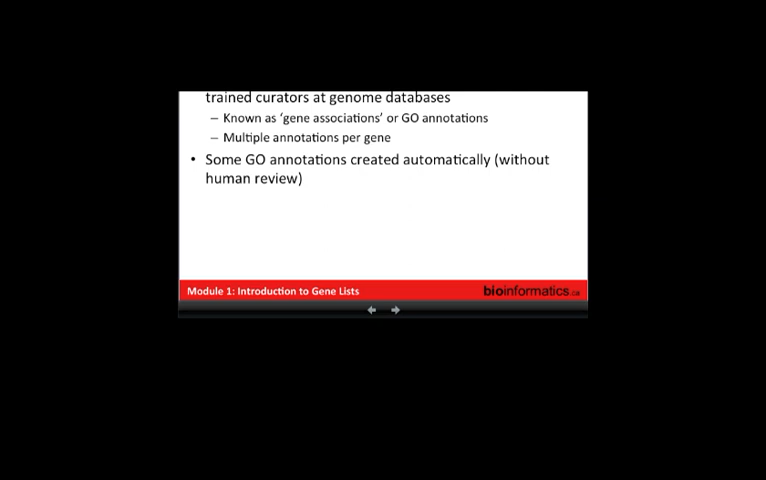 trained curators at genome databases
– Known as ‘gene associations’ or GO annotations
– Multiple annotations per gene
• Some GO annotations created automatically (without
human review)
Module 1: Introduction to Gene Lists
bioinformatics.ca